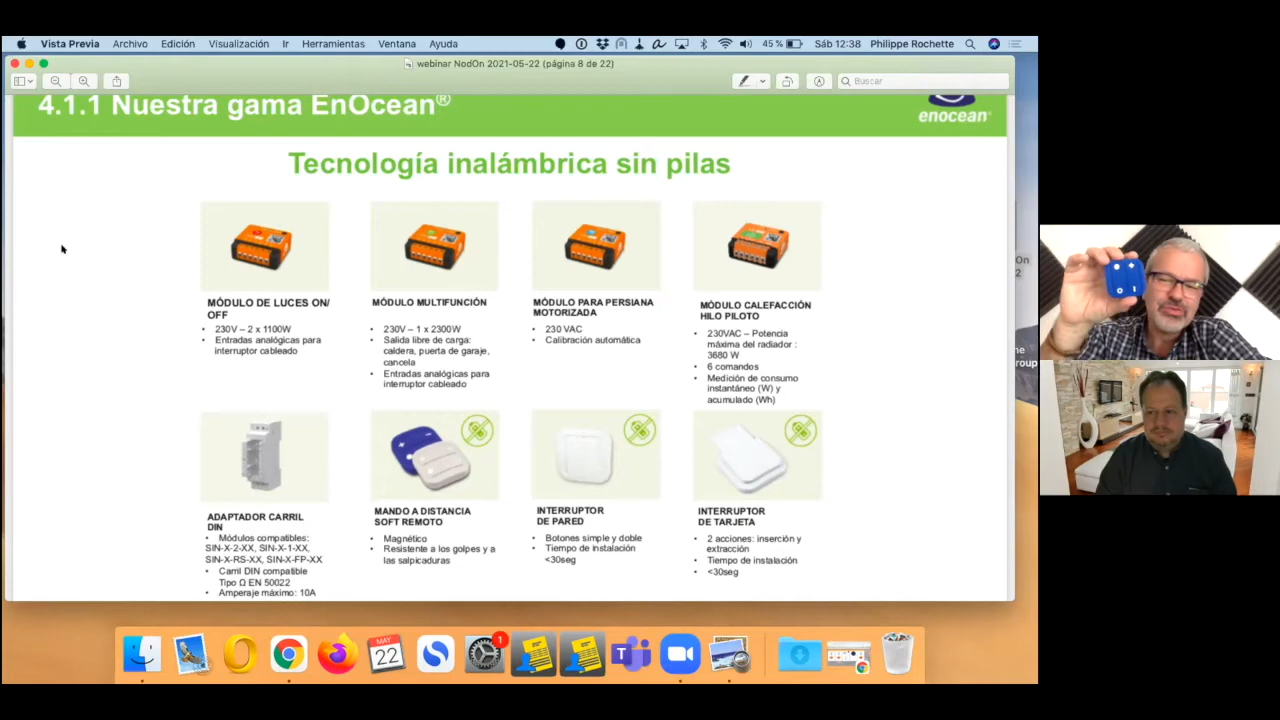 Vista Previa Archivo Edición Visualización Ir Herramientas Ventana Ayuda
45 % Sáb 12:38 Philippe Rochette
webinar NodOn 2021-05-22 (página 8 de 22)
Buscar
4.1.1 Nuestra gama EnOcean®
enocean®
Tecnología inalámbrica sin pilas
MÓDULO DE LUCES ON/
OFF
• 230V – 2 x 1100W
• Entradas analógicas para
interruptor cableado
MÓDULO MULTIFUNCIÓN
• 230V – 1 x 2300W
• Salida libre de carga:
caldera, puerta de garaje,
cancela
• Entradas analógicas para
interruptor cableado
MÓDULO PARA PERSIANA
MOTORIZADA
• 230 VAC
• Calibración automática
MÓDULO CALEFACCIÓN
HILO PILOTO
• 230VAC – Potencia
máxima del radiador :
3680 W
• 6 comandos
• Medición de consumo
instantáneo (W) y
acumulado (Wh)
ADAPTADOR CARRIL
DIN
• Módulos compatibles:
SIN-X-2-XX, SIN-X-1-XX,
SIN-X-RS-XX, SIN-X-FP-XX
• Carril DIN compatible
Tipo Ω EN 50022
• Amperaje máximo: 10A
MANDO A DISTANCIA
SOFT REMOTO
• Magnético
• Resistente a los golpes y a
las salpicaduras
INTERRUPTOR
DE PARED
• Botones simple y doble
• Tiempo de instalación
<30seg
INTERRUPTOR
DE TARJETA
• 2 acciones: inserción y
extracción
• Tiempo de instalación
• <30seg
On
2
ne
roup
MAY
22
1